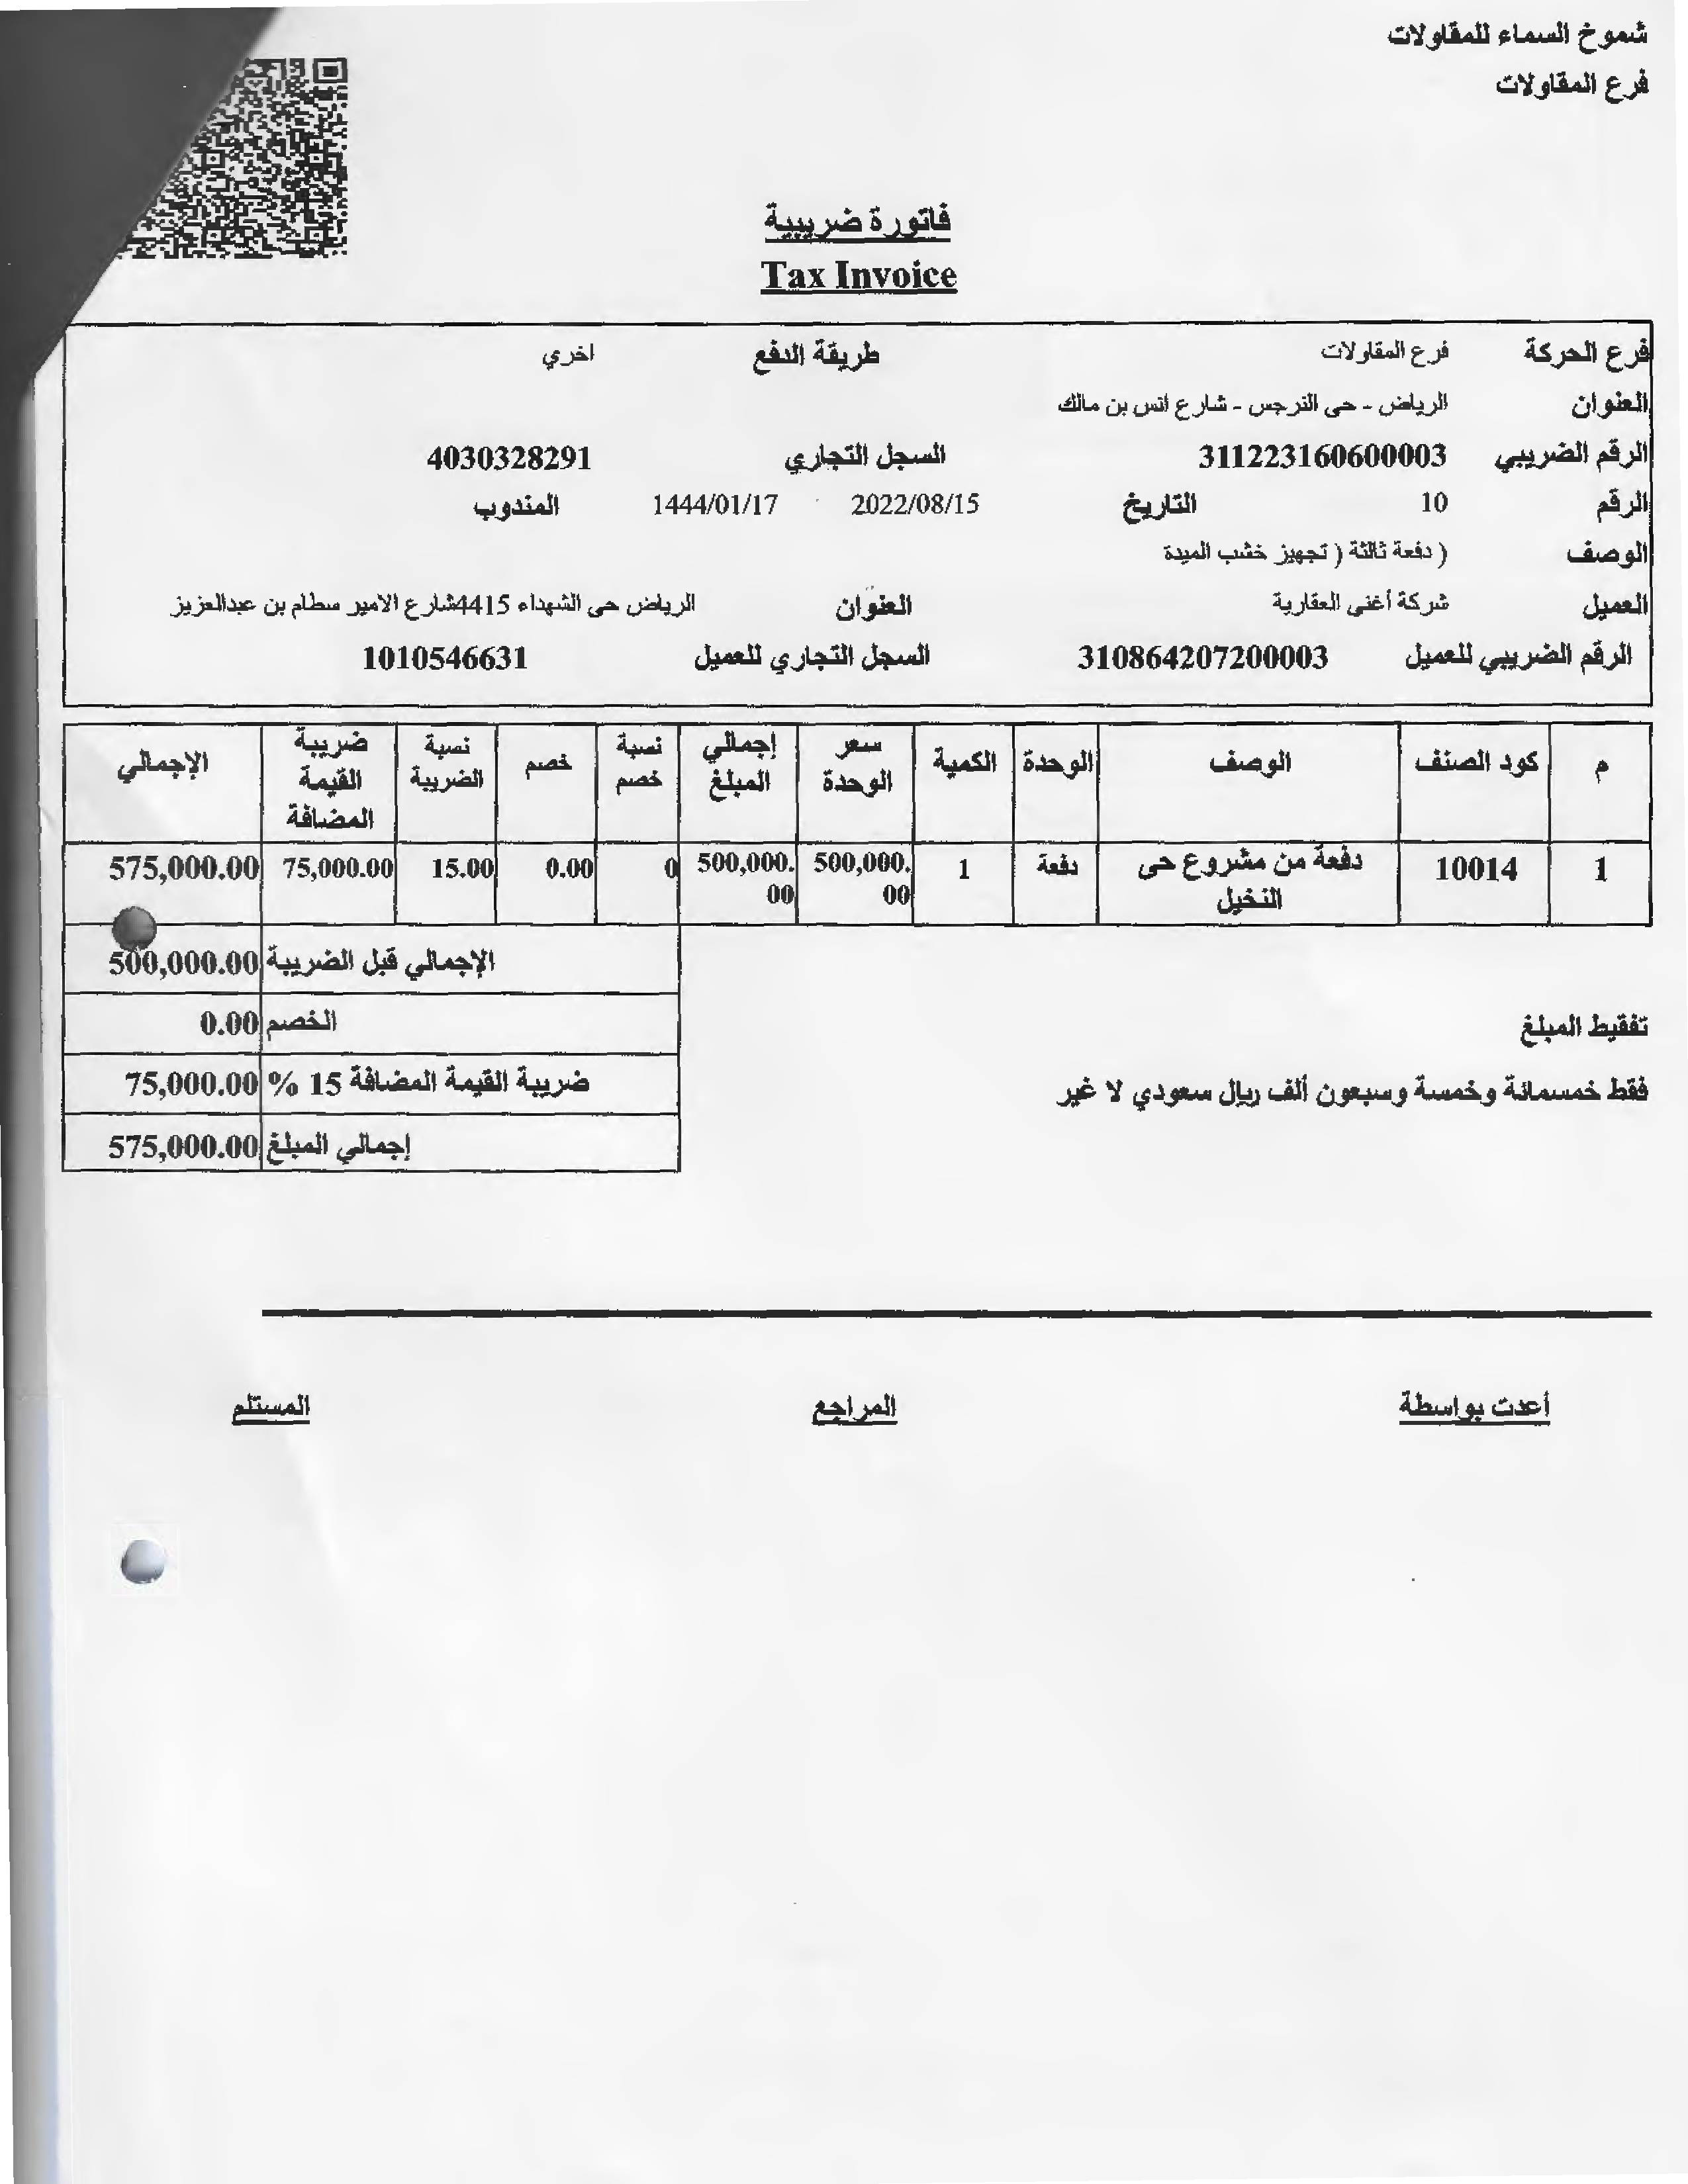 شموخ السماء للمقاولات
فرع المقاولات
فاتورة ضريبية
Tax Invoice
فرع الحركة فرع المقاولات طريقة الدفع اخري
العنوان الرياض - حى النرجس - شارع انس بن مالك
الرقم الضريبي 311223160600003 السجل التجاري 4030328291
الرقم 10 التاريخ 2022/08/15 1444/01/17 المندوب
الوصف ( دفعة ثالثة ( تجهيز خشب الميدة
العميل شركة أغنى العقارية العنوان الرياض حى الشهداء 4415شارع الامير سطام بن عبدالعزيز
الرقم الضريبي للعميل 310864207200003 السجل التجاري للعميل 1010546631
م كود الصنف الوصف الوحدة الكمية سعر الوحدة إجمالي المبلغ نسبة خصم خصم نسبة الضريبة ضريبة القيمة المضافة الإجمالي
1 10014 دفعة من مشروع حى النخيل دفعة 1 500,000.00 500,000.00 0 0.00 15.00 75,000.00 575,000.00
الإجمالي قبل الضريبة 500,000.00
الخصم 0.00
تفقيط المبلغ
ضريبة القيمة المضافة 15 % 75,000.00
فقط خمسمائة وخمسة وسبعون ألف ريال سعودي لا غير
إجمالي المبلغ 575,000.00
أعدت بواسطة المراجع المستلم